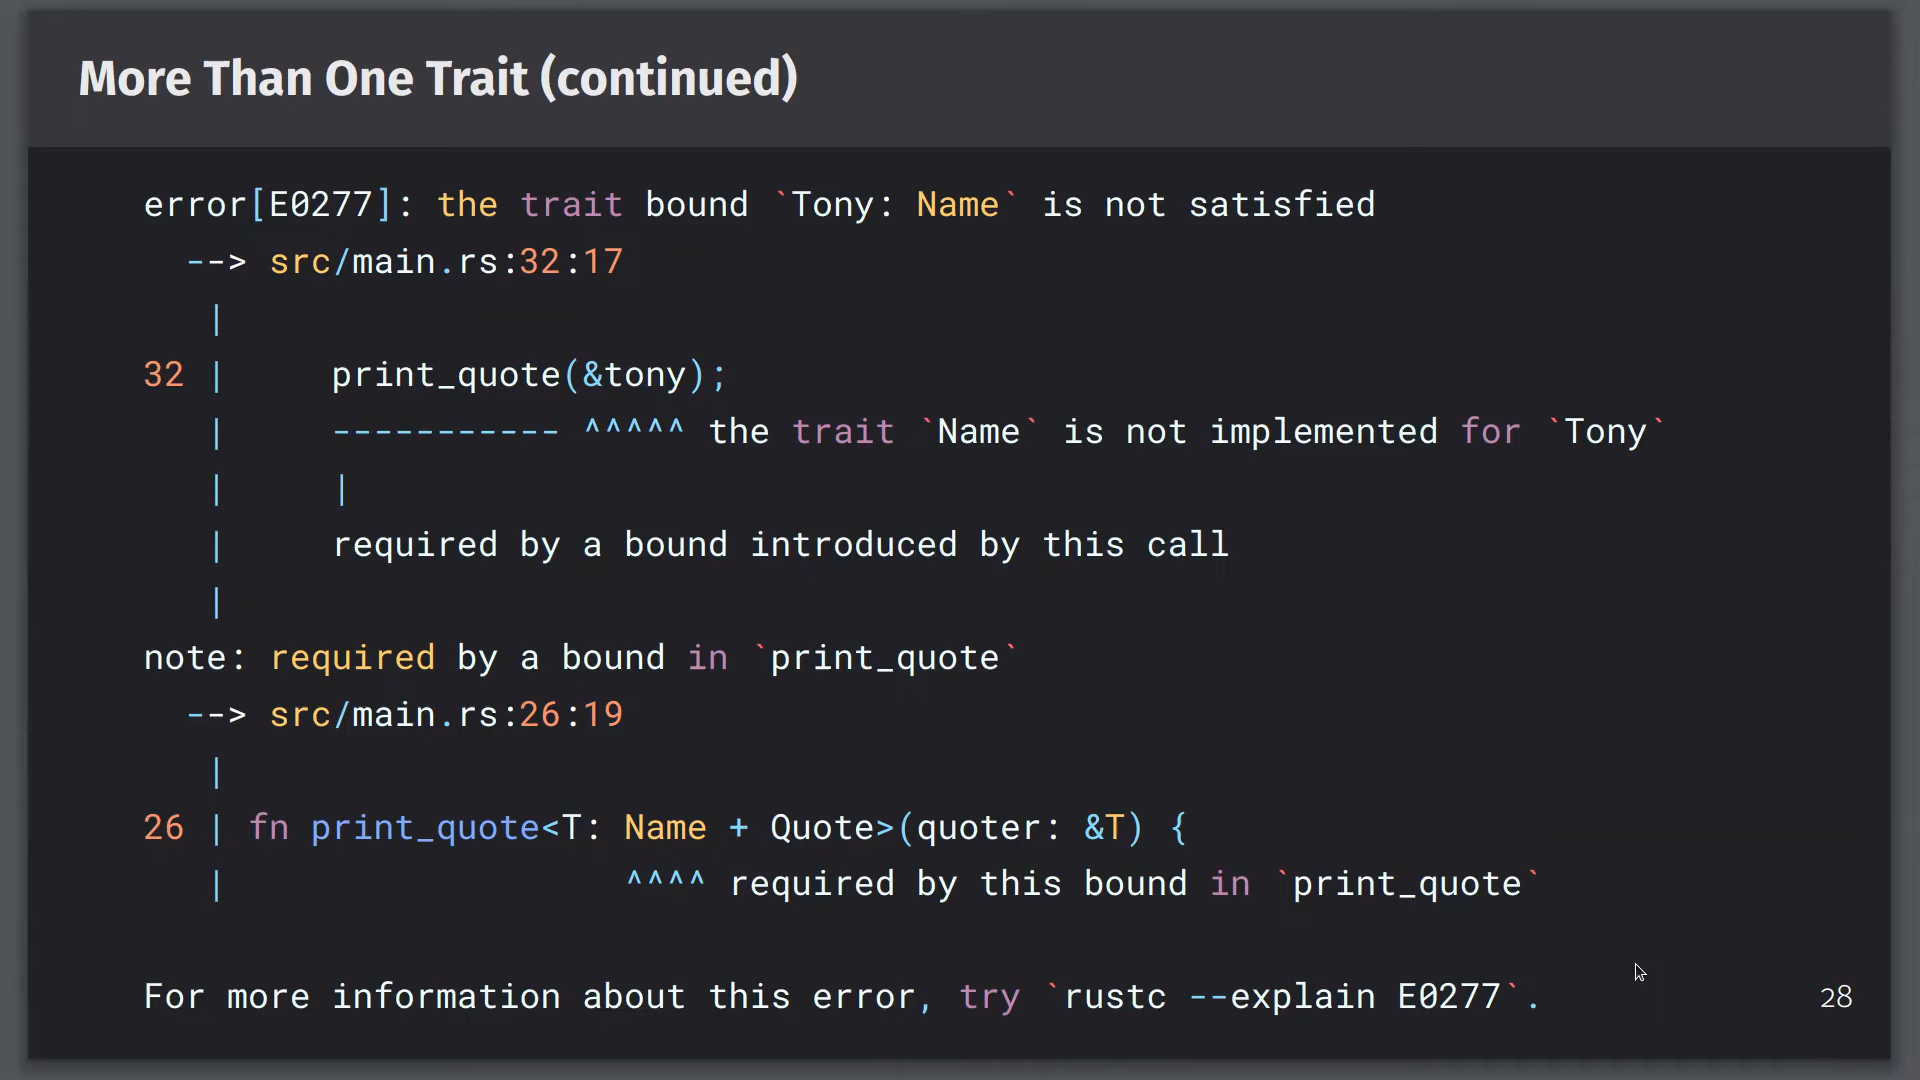 More Than One Trait (continued)
error[E0277]: the trait bound `Tony: Name` is not satisfied
  --> src/main.rs:32:17
   |
32 |     print_quote(&tony);
   |     ----------- ^^^^^ the trait `Name` is not implemented for `Tony`
   |     |
   |     required by a bound introduced by this call
   |
note: required by a bound in `print_quote`
  --> src/main.rs:26:19
   |
26 | fn print_quote<T: Name + Quote>(quoter: &T) {
   |                   ^^^^ required by this bound in `print_quote`
For more information about this error, try `rustc --explain E0277`.
28